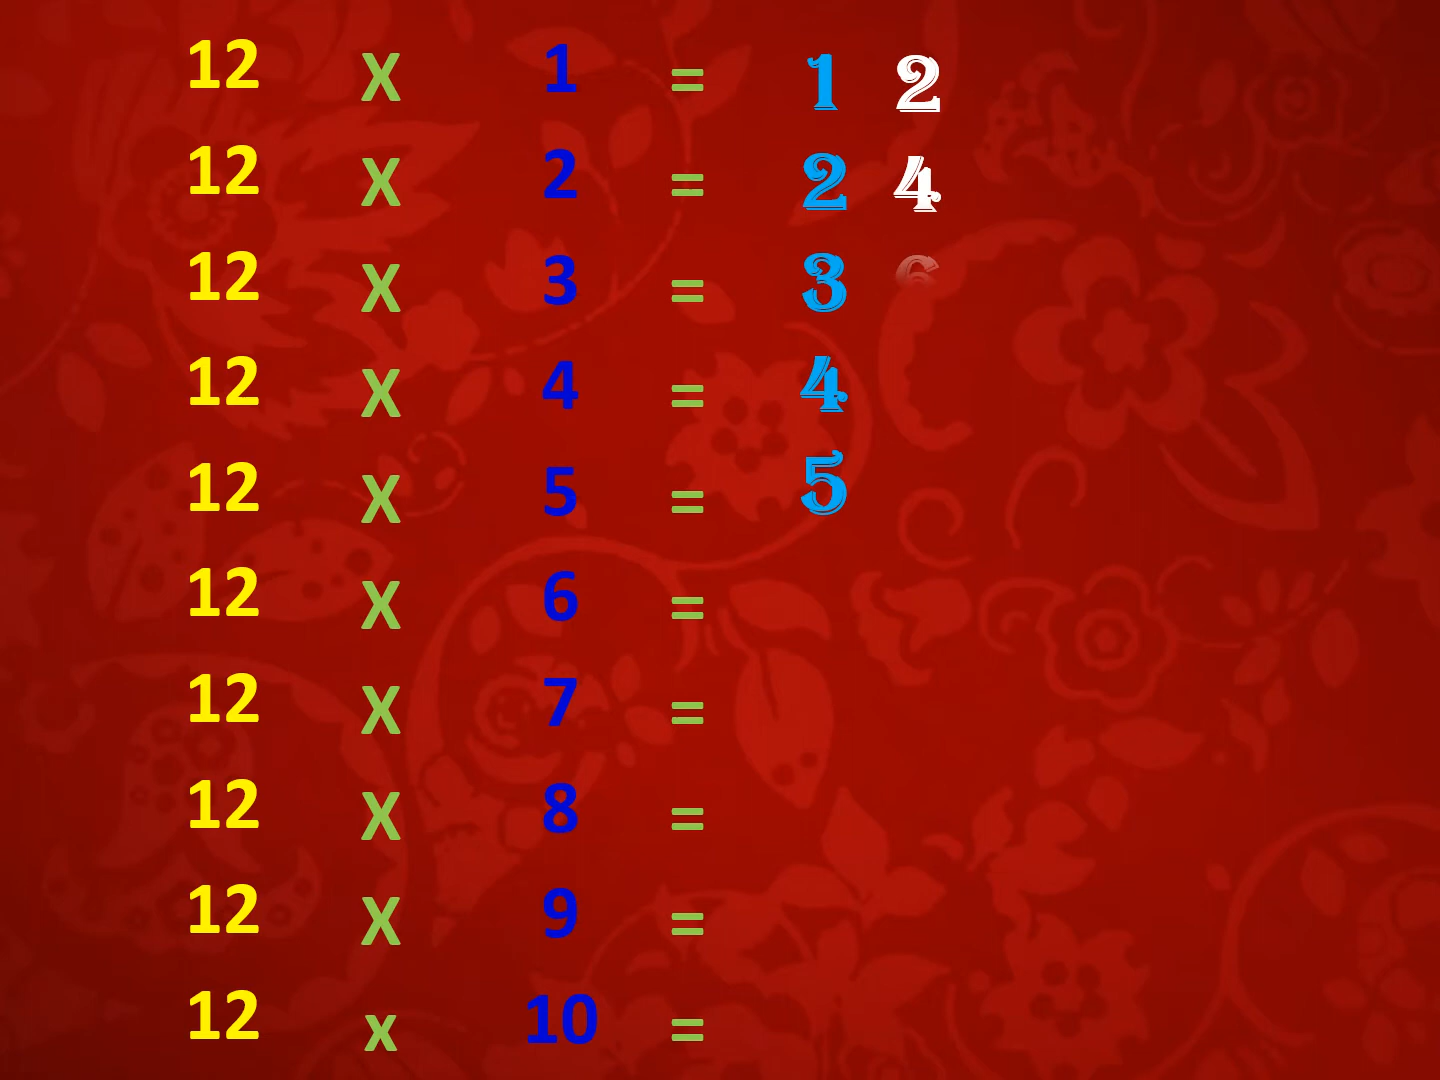 12 X 1 = 1 2
12 X 2 = 2 4
12 X 3 = 3 6
12 X 4 = 4
12 X 5 = 5
12 X 6 =
12 X 7 =
12 X 8 =
12 X 9 =
12 x 10 =